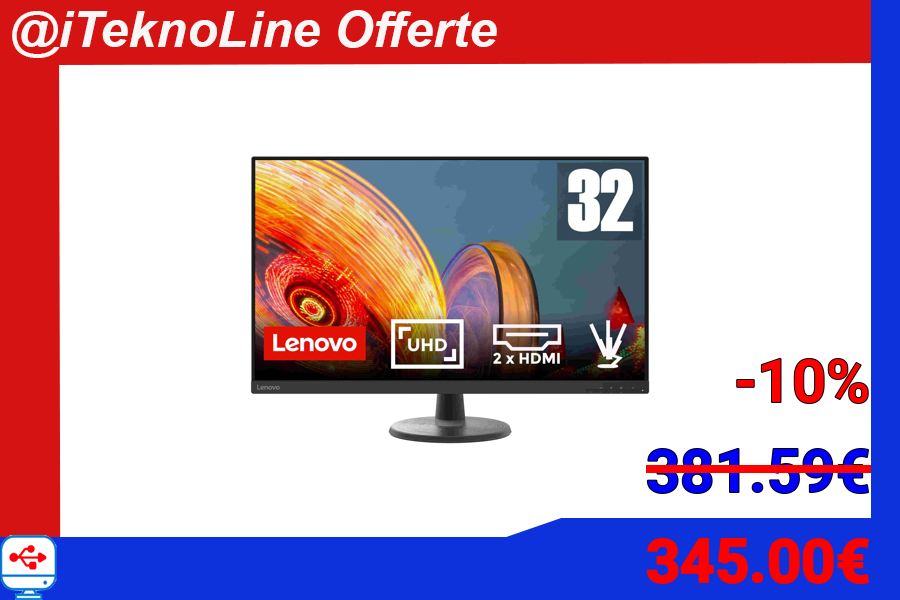 @iTeknoLine Offerte
32
Lenovo
UHD
2 x HDMI
Lenovo
-10%
381.59€
345.00€